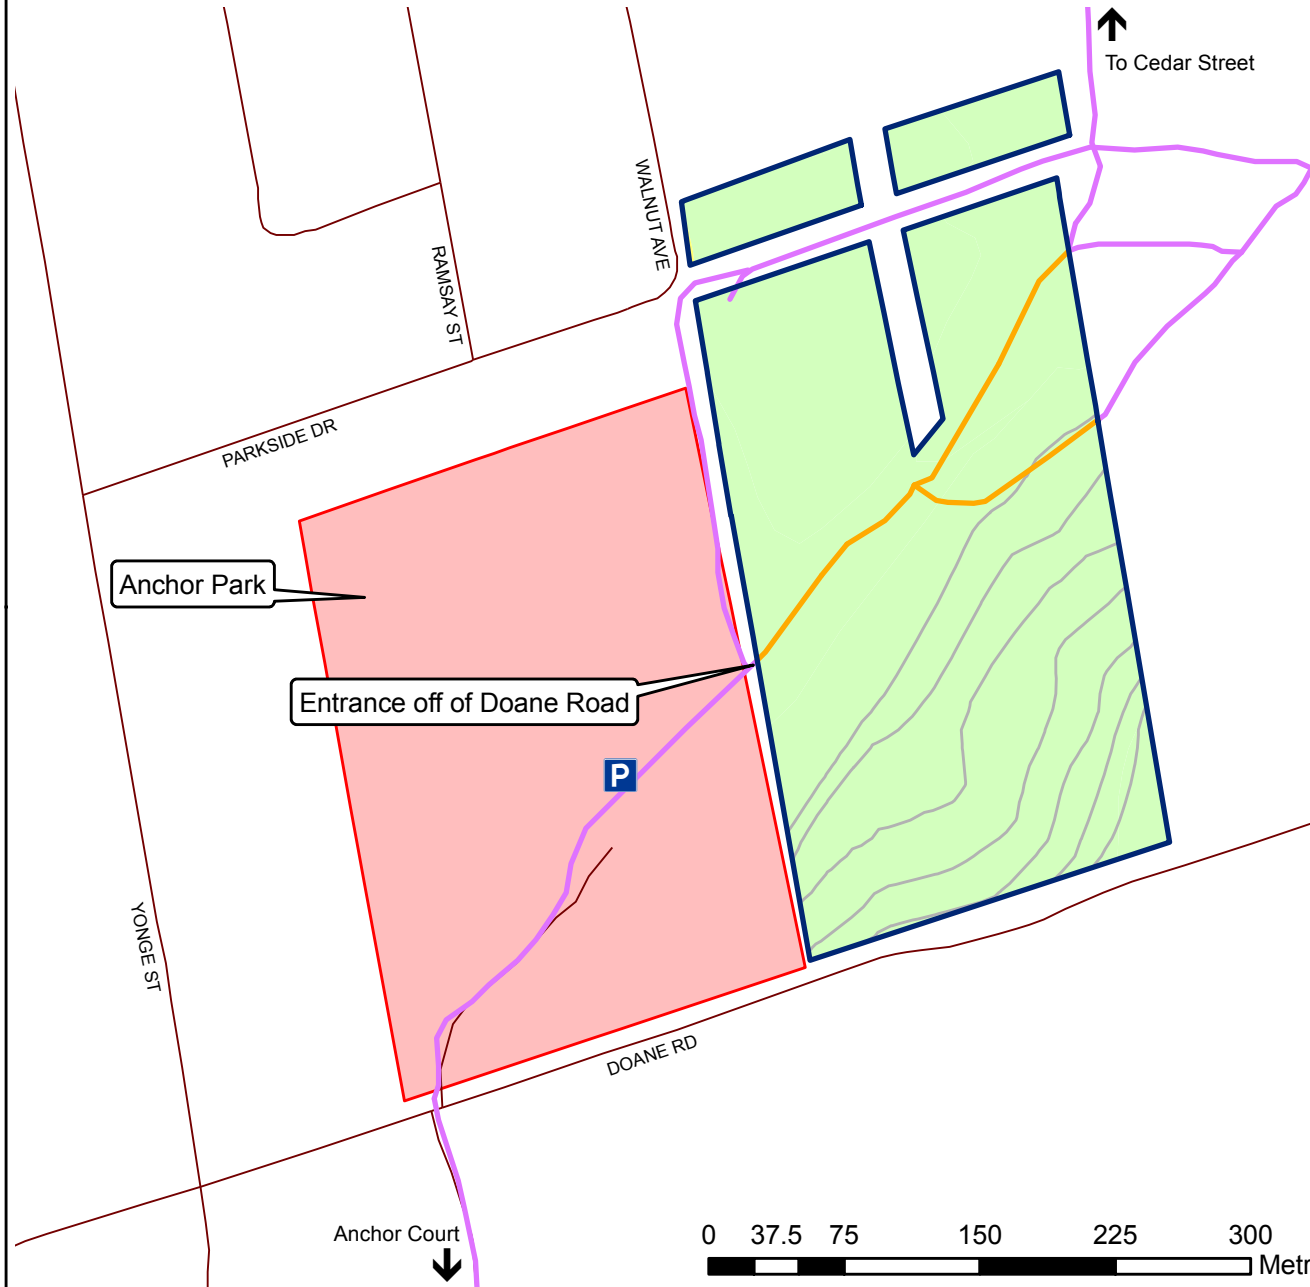 To Cedar Street
WALNUT AVE
RAMSAY ST
PARKSIDE DR
Anchor Park
Entrance off of Doane Road
P
YONGE ST
DOANE RD
Anchor Court
0 37.5 75 150 225 300
Metr